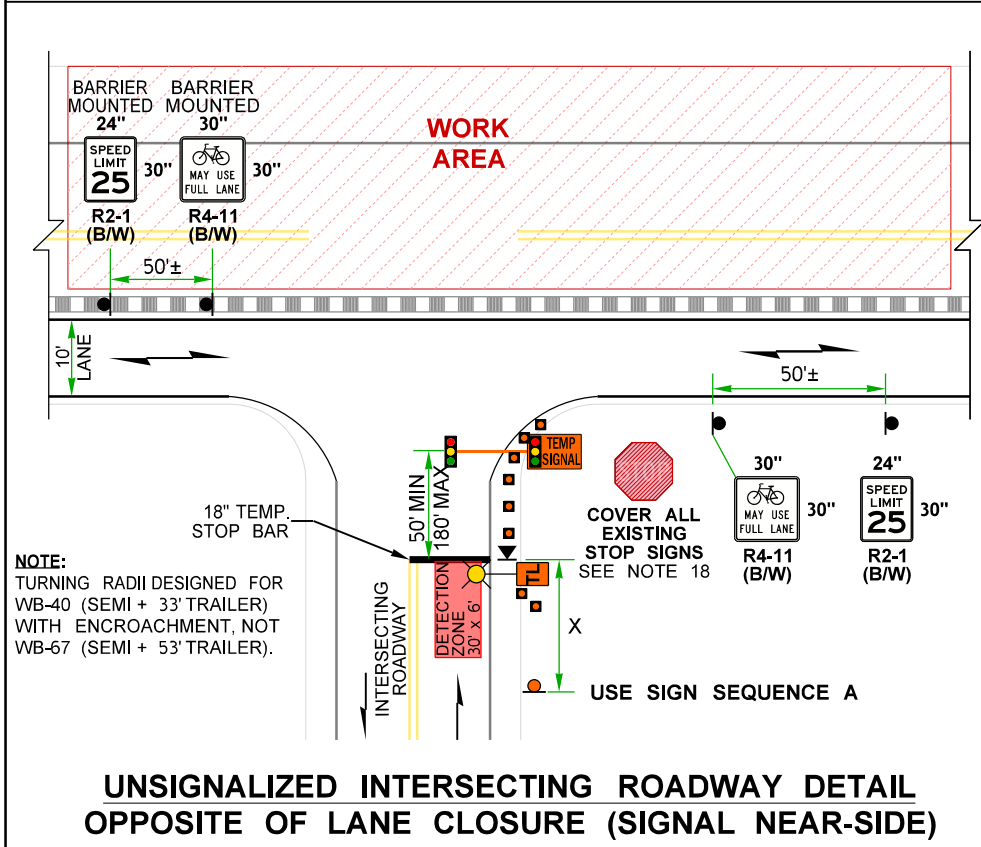 BARRIER MOUNTED
24"
SPEED LIMIT 25
30"
R2-1
(B/W)
BARRIER MOUNTED
30"
MAY USE FULL LANE
30"
R4-11
(B/W)
WORK AREA
50'±
10' LANE
50'±
TEMP SIGNAL
50' MIN
180' MAX
18" TEMP.
STOP BAR
STOP
COVER ALL
EXISTING
STOP SIGNS
SEE NOTE 18
30"
MAY USE FULL LANE
30"
R4-11
(B/W)
24"
SPEED LIMIT 25
30"
R2-1
(B/W)
NOTE:
TURNING RADII DESIGNED FOR
WB-40 (SEMI + 33' TRAILER)
WITH ENCROACHMENT, NOT
WB-67 (SEMI + 53' TRAILER).
TL
DETECTION
ZONE
30' x 6'
INTERSECTING
ROADWAY
X
USE SIGN SEQUENCE A
UNSIGNALIZED INTERSECTING ROADWAY DETAIL
OPPOSITE OF LANE CLOSURE (SIGNAL NEAR-SIDE)